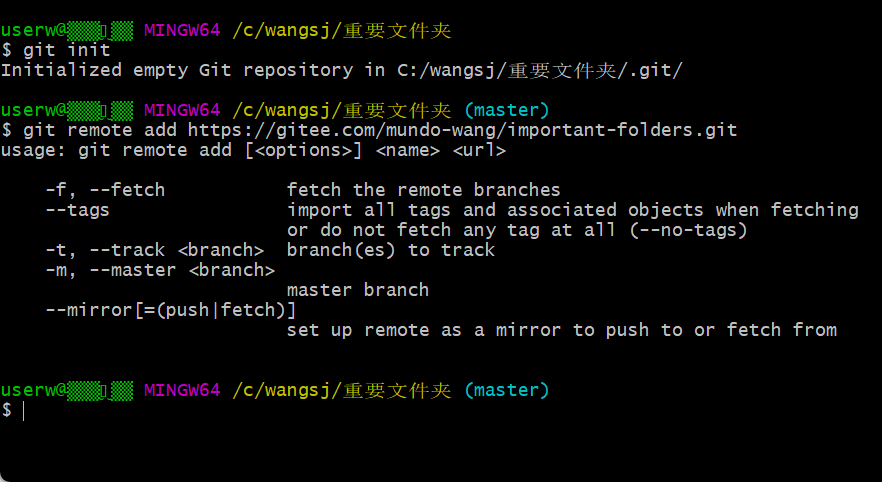 userw@ MINGW64 /c/wangsj/重要文件夹
$ git init
Initialized empty Git repository in C:/wangsj/重要文件夹/.git/
userw@ MINGW64 /c/wangsj/重要文件夹 (master)
$ git remote add https://gitee.com/mundo-wang/important-folders.git
usage: git remote add [<options>] <name> <url>
-f, --fetch fetch the remote branches
--tags import all tags and associated objects when fetching
or do not fetch any tag at all (--no-tags)
-t, --track <branch> branch(es) to track
-m, --master <branch>
master branch
--mirror[=(push|fetch)]
set up remote as a mirror to push to or fetch from
userw@ MINGW64 /c/wangsj/重要文件夹 (master)
$